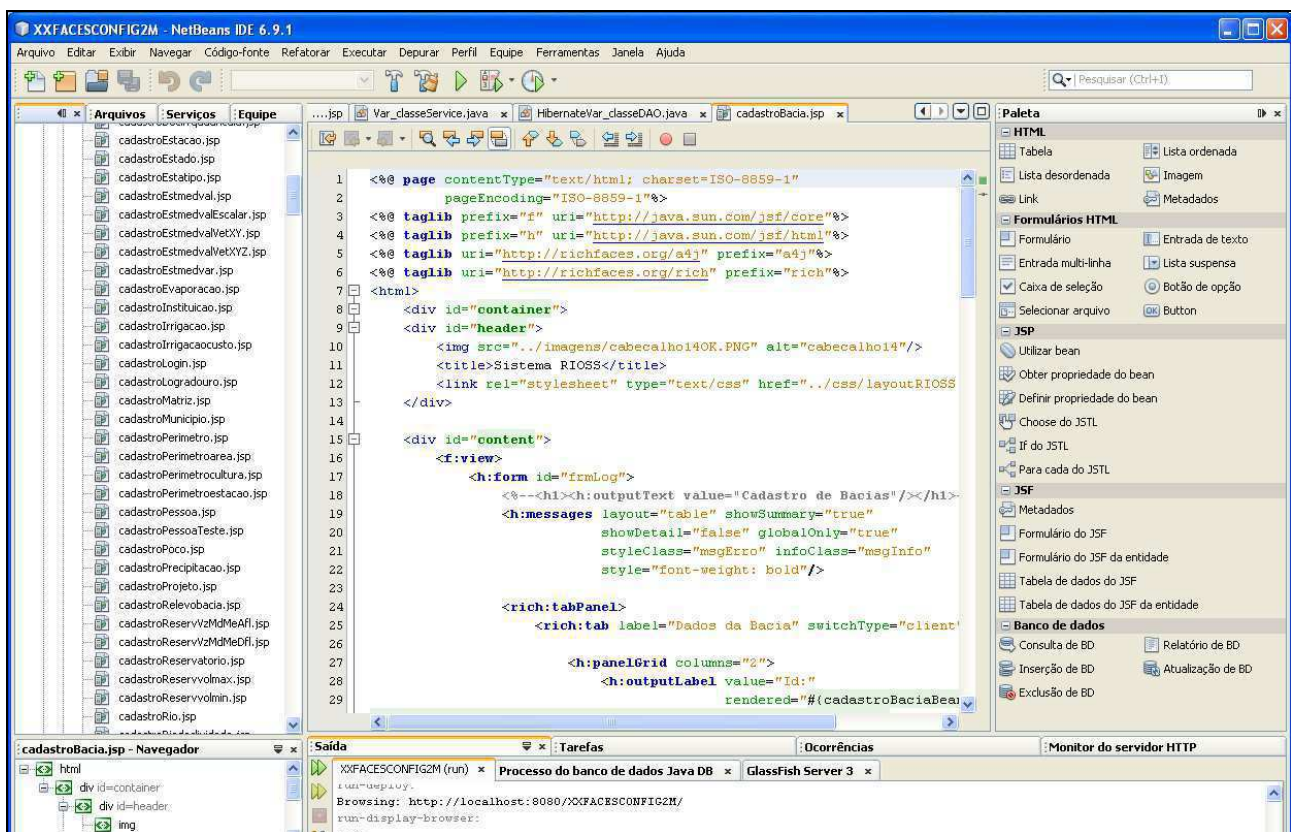 XXFACESCONFIG2M - NetBeans IDE 6.9.1
Arquivo Editar Exibir Navegar Código-fonte Refatorar Executar Depurar Perfil Equipe Ferramentas Janela Ajuda
Pesquisar (Ctrl+I)
Arquivos Serviços Equipe
cadastroEstacao.jsp
cadastroEstado.jsp
cadastroEstatipo.jsp
cadastroEstmedval.jsp
cadastroEstmedvalEscalar.jsp
cadastroEstmedvalVetXY.jsp
cadastroEstmedvalVetXYZ.jsp
cadastroEstmedvar.jsp
cadastroEvaporacao.jsp
cadastroInstituicao.jsp
cadastroIrrigacao.jsp
cadastroIrrigacaocusto.jsp
cadastroLogin.jsp
cadastroLogradouro.jsp
cadastroMatriz.jsp
cadastroMunicipio.jsp
cadastroPerimetro.jsp
cadastroPerimetroarea.jsp
cadastroPerimetrocultura.jsp
cadastroPerimetroestacao.jsp
cadastroPessoa.jsp
cadastroPessoaTeste.jsp
cadastroPoco.jsp
cadastroPrecipitacao.jsp
cadastroProjeto.jsp
cadastroRelevobacia.jsp
cadastroReservVzMdMeAfl.jsp
cadastroReservVzMdMeDfl.jsp
cadastroReservatorio.jsp
cadastroReservvolmax.jsp
cadastroReservvolmin.jsp
cadastroRio.jsp
cadastroBacia.jsp - Navegador
html
div id=container
div id=header
img
....jsp Var_classeService.java x HibernateVar_classeDAO.java x cadastroBacia.jsp x
1 <%@ page contentType="text/html; charset=ISO-8859-1"
2 pageEncoding="ISO-8859-1"%>
3 <%@ taglib prefix="f" uri="http://java.sun.com/jsf/core"%>
4 <%@ taglib prefix="h" uri="http://java.sun.com/jsf/html"%>
5 <%@ taglib uri="http://richfaces.org/a4j" prefix="a4j"%>
6 <%@ taglib uri="http://richfaces.org/rich" prefix="rich"%>
7 <html>
8 <div id="container">
9 <div id="header">
10 <img src="../imagens/cabecalho14OK.PNG" alt="cabecalho14"/>
11 <title>Sistema RIOSS</title>
12 <link rel="stylesheet" type="text/css" href="../css/layoutRIOSS
13 </div>
14
15 <div id="content">
16 <f:view>
17 <h:form id="frmLog">
18 <%--<h1><h:outputText value="Cadastro de Bacias"/></h1>-
19 <h:messages layout="table" showSummary="true"
20 showDetail="false" globalOnly="true"
21 styleClass="msgErro" infoClass="msgInfo"
22 style="font-weight: bold"/>
23
24 <rich:tabPanel>
25 <rich:tab label="Dados da Bacia" switchType="client"
26
27 <h:panelGrid columns="2">
28 <h:outputLabel value="Id:"
29 rendered="#{cadastroBaciaBean
Paleta
HTML
Tabela Lista ordenada
Lista desordenada Imagem
Link Metadados
Formulários HTML
Formulário Entrada de texto
Entrada multi-linha Lista suspensa
Caixa de seleção Botão de opção
Selecionar arquivo Button
JSP
Utilizar bean
Obter propriedade do bean
Definir propriedade do bean
Choose do JSTL
If do JSTL
Para cada do JSTL
JSF
Metadados
Formulário do JSF
Formulário do JSF da entidade
Tabela de dados do JSF
Tabela de dados do JSF da entidade
Banco de dados
Consulta de BD Relatório de BD
Inserção de BD Atualização de BD
Exclusão de BD
Saída Tarefas Ocorrências Monitor do servidor HTTP
XXFACESCONFIG2M (run) x Processo do banco de dados Java DB x GlassFish Server 3 x
run-deploy:
Browsing: http://localhost:8080/XXFACESCONFIG2M/
run-display-browser: